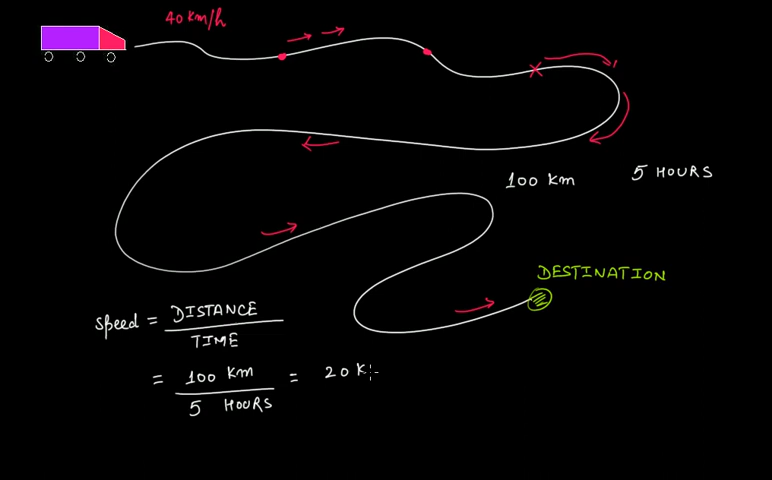 40 Km/h
100 Km 5 HOURS
DESTINATION
Speed = DISTANCE
TIME
= 100 Km = 20 K
5 HOURS